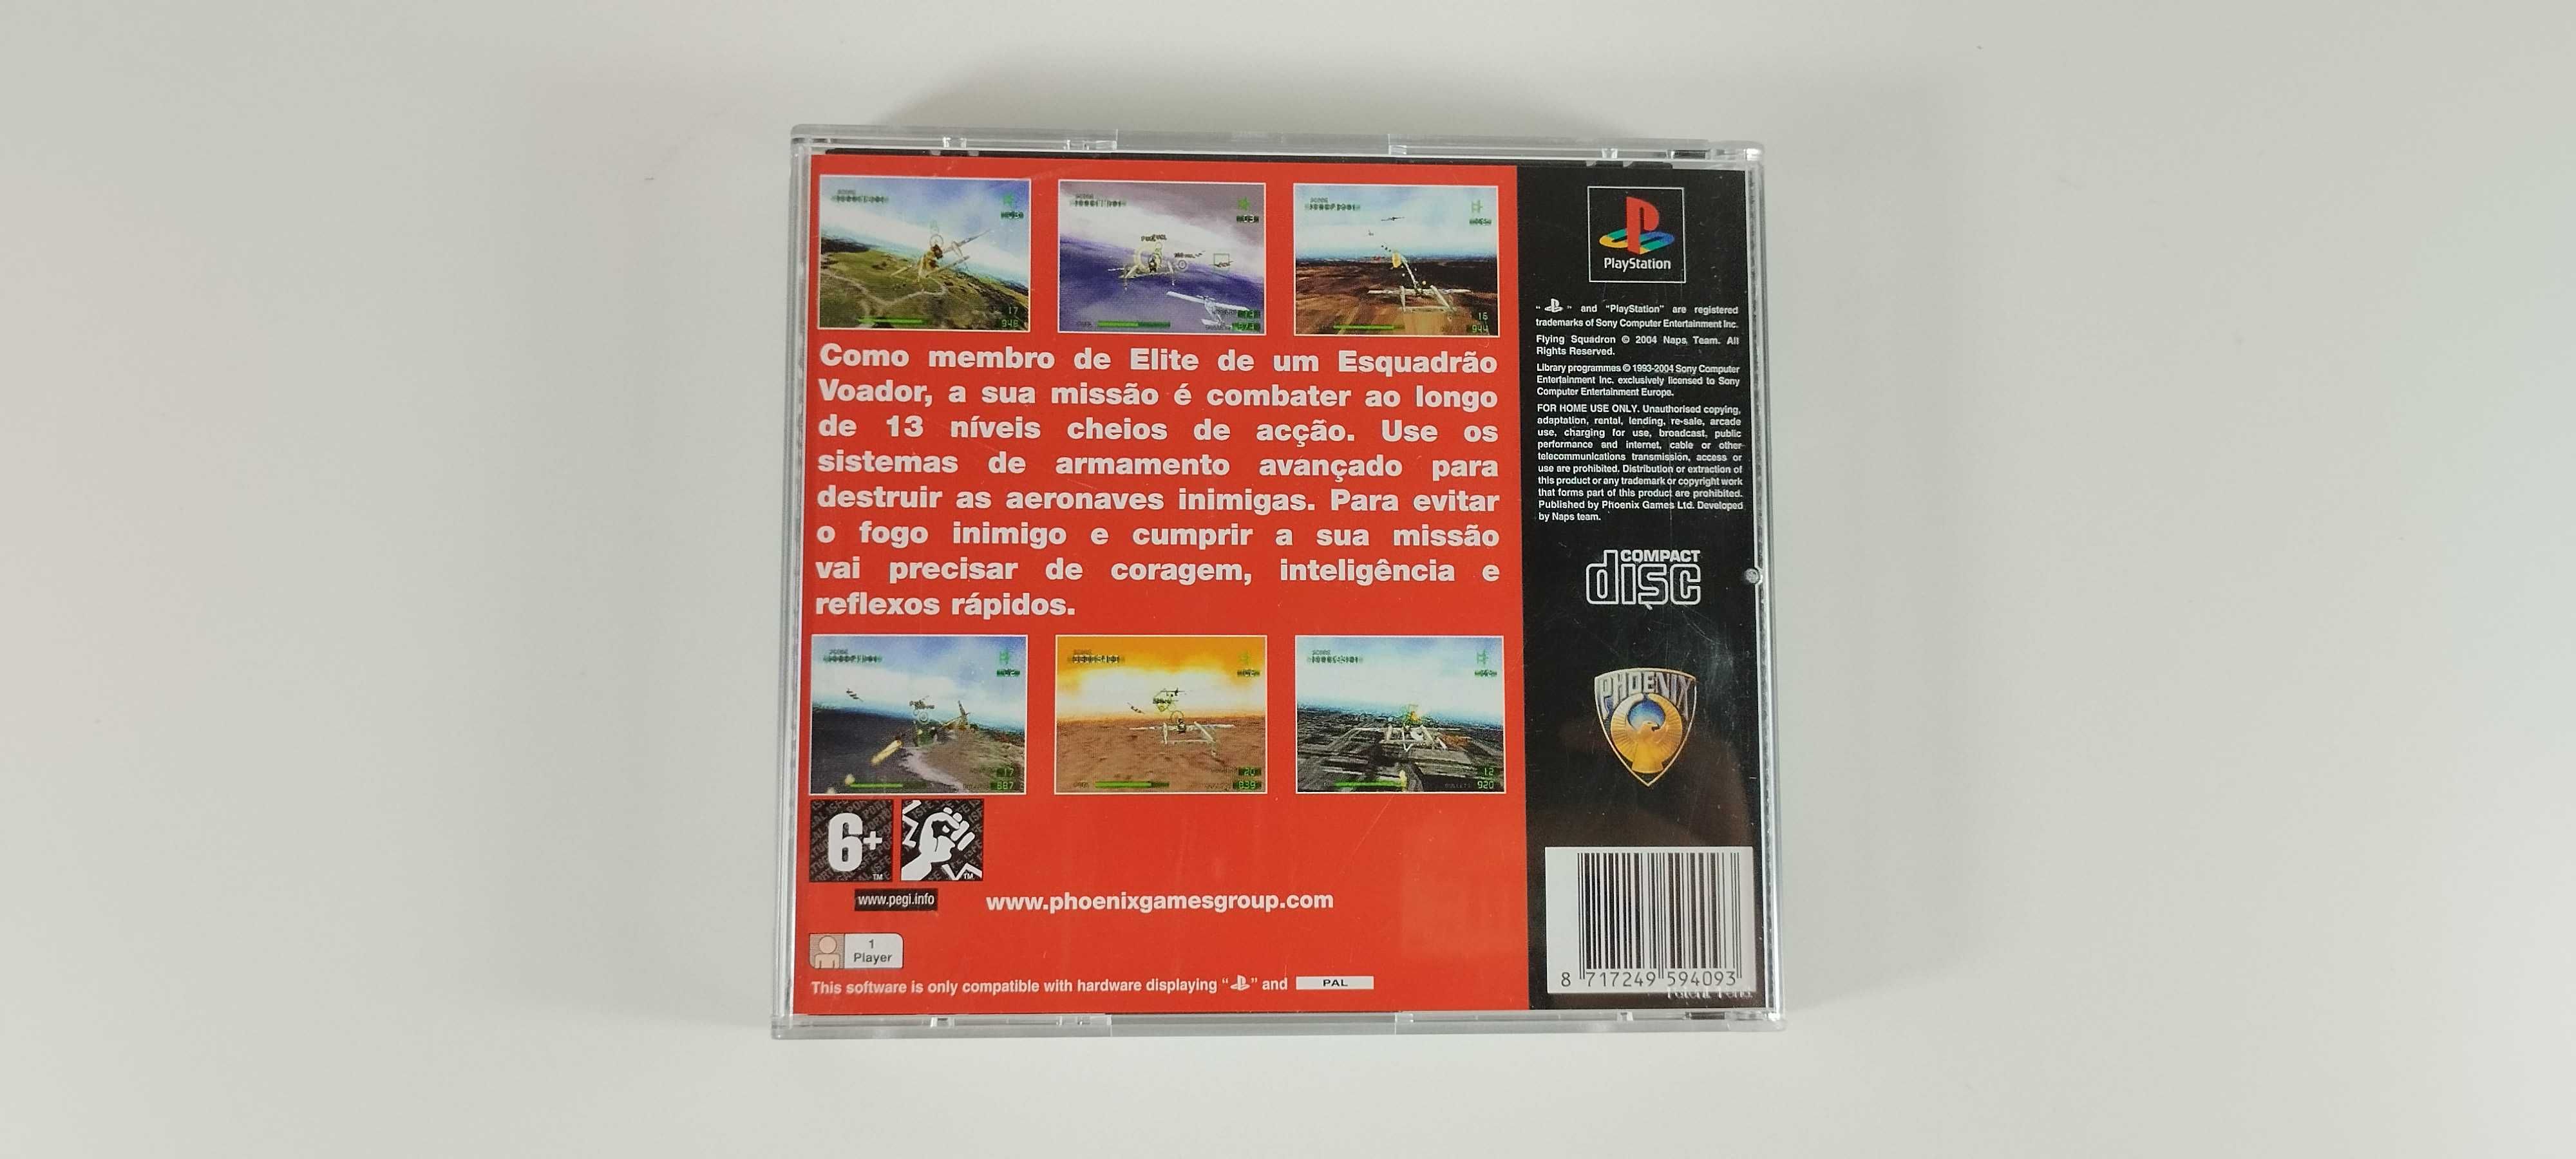 Como membro de Elite de um Esquadrão
Voador, a sua missão é combater ao longo
de 13 níveis cheios de acção. Use os
sistemas de armamento avançado para
destruir as aeronaves inimigas. Para evitar
o fogo inimigo e cumprir a sua missão
vai precisar de coragem, inteligência e
reflexos rápidos.
6+
www.pegi.info
www.phoenixgamesgroup.com
1
Player
This software is only compatible with hardware displaying " " and PAL
PlayStation
" " and "PlayStation" are registered
trademarks of Sony Computer Entertainment Inc.
Flying Squadron © 2004 Naps Team. All
Rights Reserved.
Library programmes © 1993-2004 Sony Computer
Entertainment Inc. exclusively licensed to Sony
Computer Entertainment Europe.
FOR HOME USE ONLY. Unauthorised copying,
adaptation, rental, lending, re-sale, arcade
use, charging for use, broadcast, public
performance and internet, cable or other
telecommunications transmission, access or
use are prohibited. Distribution or extraction of
this product or any trademark or copyright work
that forms part of this product are prohibited.
Published by Phoenix Games Ltd. Developed
by Naps team.
COMPACT
disc
PHOENIX
8 717249 594093